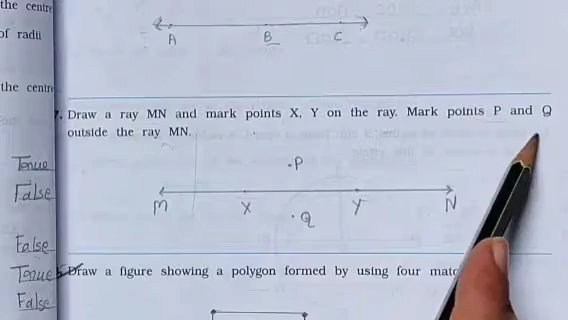 the centre
of radii
A B C
the centre
7. Draw a ray MN and mark points X, Y on the ray. Mark points P and Q
outside the ray MN.
True
.P
False
M X Y N
.Q
False
True
Draw a figure showing a polygon formed by using four
False